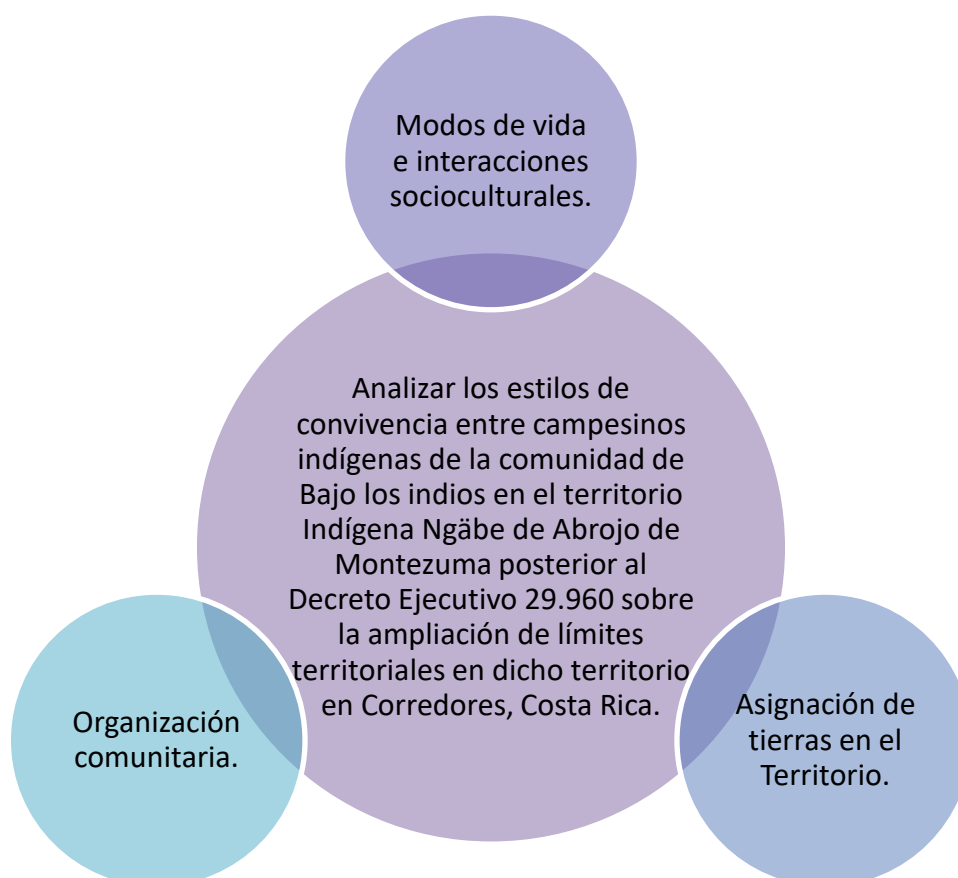 Modos de vida
e interacciones
socioculturales.
Analizar los estilos de
convivencia entre campesinos
indígenas de la comunidad de
Bajo los indios en el territorio
Indígena Ngäbe de Abrojo de
Montezuma posterior al
Decreto Ejecutivo 29.960 sobre
la ampliación de límites
territoriales en dicho territorio
en Corredores, Costa Rica.
Organización
comunitaria.
Asignación de
tierras en el
Territorio.